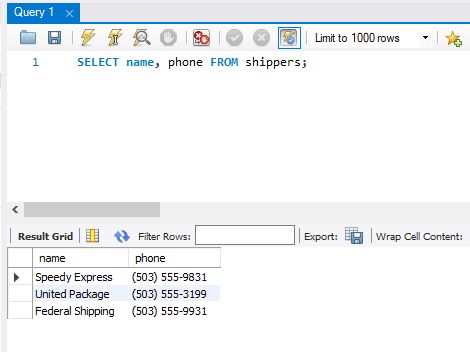 Query 1
Limit to 1000 rows
1 SELECT name, phone FROM shippers;
Result Grid Filter Rows: Export: Wrap Cell Content:
name phone
Speedy Express (503) 555-9831
United Package (503) 555-3199
Federal Shipping (503) 555-9931